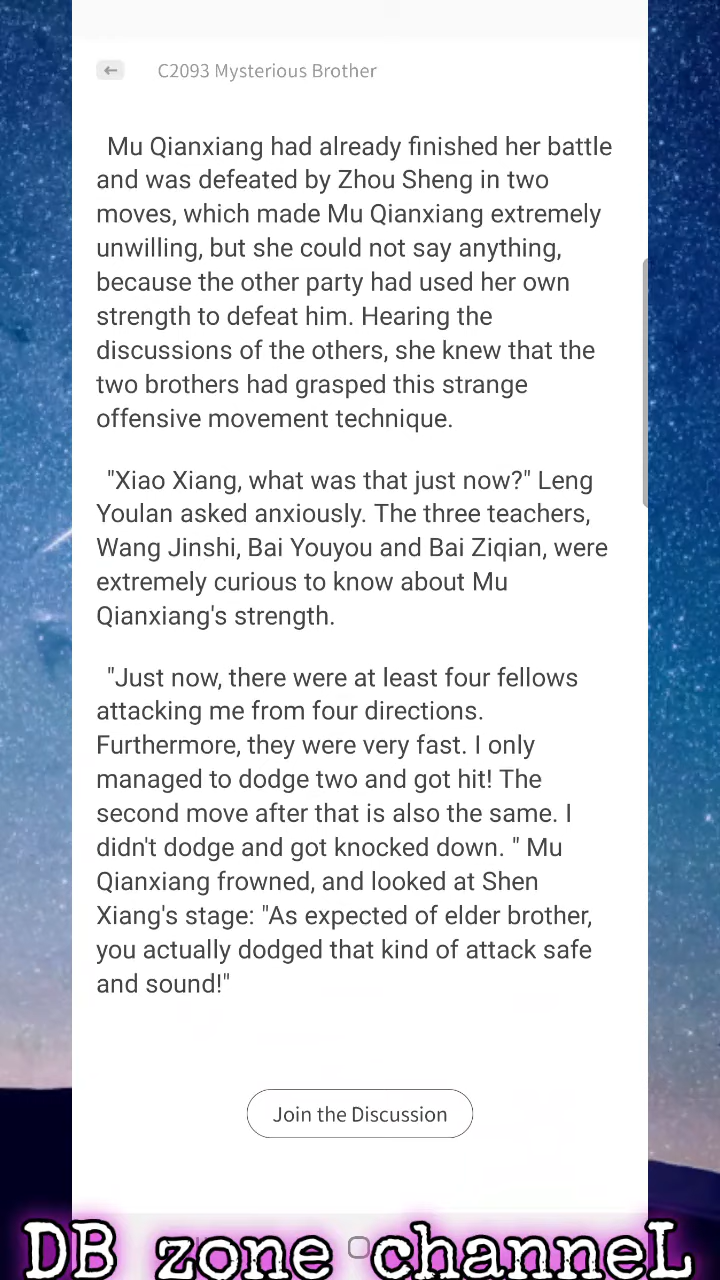 C2093 Mysterious Brother
Mu Qianxiang had already finished her battle
and was defeated by Zhou Sheng in two
moves, which made Mu Qianxiang extremely
unwilling, but she could not say anything,
because the other party had used her own
strength to defeat him. Hearing the
discussions of the others, she knew that the
two brothers had grasped this strange
offensive movement technique.
"Xiao Xiang, what was that just now?" Leng
Youlan asked anxiously. The three teachers,
Wang Jinshi, Bai Youyou and Bai Ziqian, were
extremely curious to know about Mu
Qianxiang's strength.
"Just now, there were at least four fellows
attacking me from four directions.
Furthermore, they were very fast. I only
managed to dodge two and got hit! The
second move after that is also the same. I
didn't dodge and got knocked down. " Mu
Qianxiang frowned, and looked at Shen
Xiang's stage: "As expected of elder brother,
you actually dodged that kind of attack safe
and sound!"
Join the Discussion
DB zone channeL